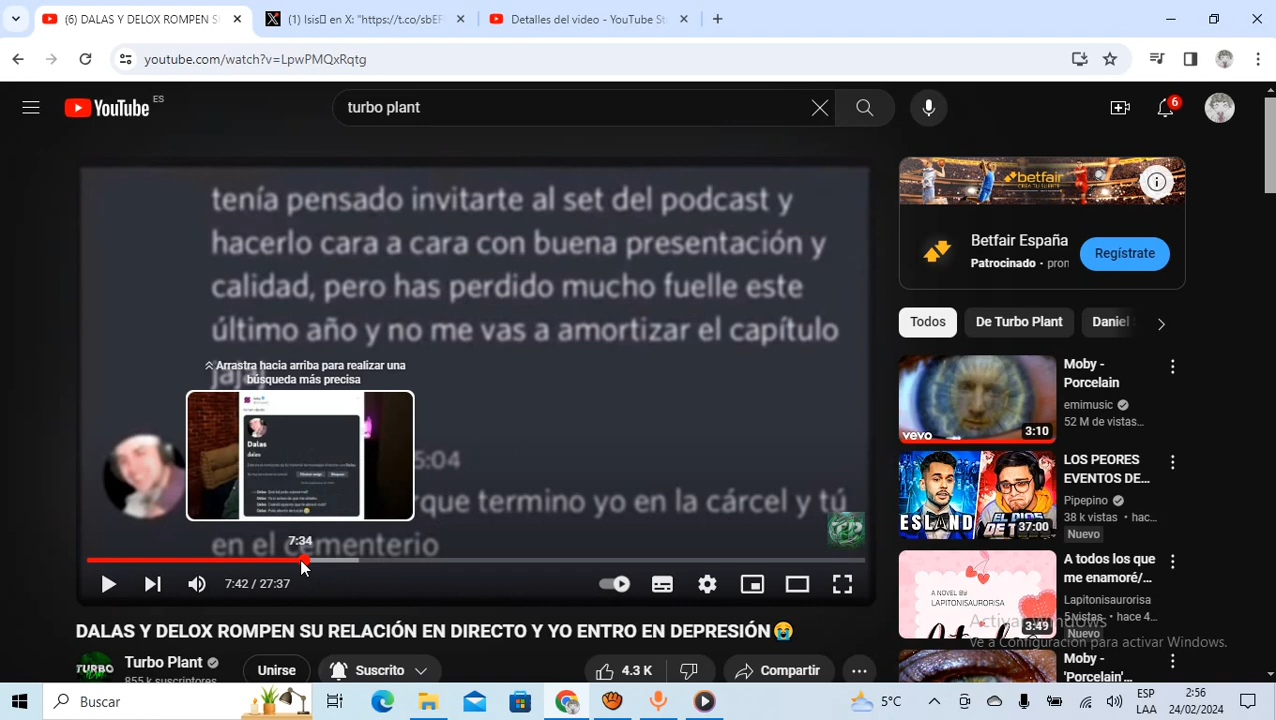 (6) DALAS Y DELOX ROMPEN SU
(1) Isis en X: "https://t.co/sbEF
Detalles del video - YouTube St
youtube.com/watch?v=LpwPMQxRqtg
YouTube ES
turbo plant
6
tenía pensado invitarte al set del podcast y
hacerlo cara a cara con buena presentación y
calidad, pero has perdido mucho fuelle este
último año y no me vas a amortizar el capítulo
Arrastra hacia arriba para realizar una
búsqueda más precisa
Dalas
dalas
en el cementerio
7:34
7:42 / 27:37
DALAS Y DELOX ROMPEN SU RELACIÓN EN DIRECTO Y YO ENTRO EN DEPRESIÓN😭
TURBO
Turbo Plant
855 k suscriptores
Unirse
Suscrito
4.3 K
Compartir
betfair
Betfair España
Patrocinado · pron
Regístrate
Todos
De Turbo Plant
Daniel
Moby -
Porcelain
emimusic
52 M de vistas...
vevo
3:10
LOS PEORES
EVENTOS DE...
Pipepino
38 k vistas · hac...
Nuevo
ESLAND
37:00
A todos los que
me enamoré/...
Lapitonisaurorisa
5 vistas · hace 4...
Nuevo
A NOVEL BY
LAPITONISAURORISA
3:49
Moby -
'Porcelain'...
Activar Windows
Ve a Configuración para activar Windows.
Buscar
5°C
ESP
LAA
2:56
24/02/2024